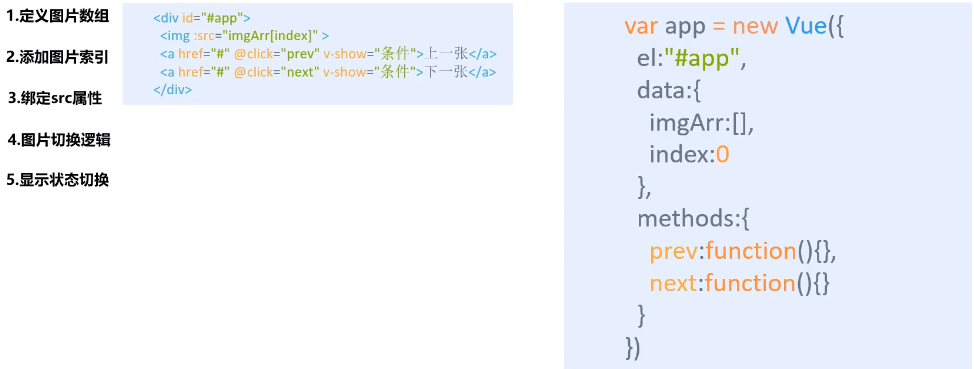 1.定义图片数组
2.添加图片索引
3.绑定src属性
4.图片切换逻辑
5.显示状态切换
<div id="#app">
<img :src="imgArr[index]" >
<a href="#" @click="prev" v-show="条件">上一张</a>
<a href="#" @click="next" v-show="条件">下一张</a>
</div>
var app = new Vue({
el:"#app",
data:{
imgArr:[],
index:0
},
methods:{
prev:function(){},
next:function(){}
}
})